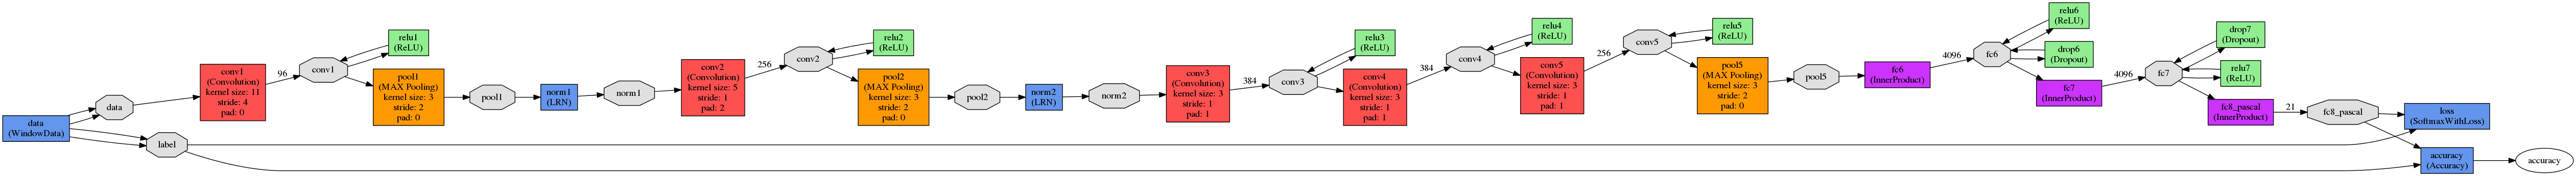 data
(WindowData)
data
label
conv1
(Convolution)
kernel size: 11
stride: 4
pad: 0
96
conv1
relu1
(ReLU)
pool1
(MAX Pooling)
kernel size: 3
stride: 2
pad: 0
pool1
norm1
(LRN)
norm1
conv2
(Convolution)
kernel size: 5
stride: 1
pad: 2
256
conv2
relu2
(ReLU)
pool2
(MAX Pooling)
kernel size: 3
stride: 2
pad: 0
pool2
norm2
(LRN)
norm2
conv3
(Convolution)
kernel size: 3
stride: 1
pad: 1
384
conv3
relu3
(ReLU)
conv4
(Convolution)
kernel size: 3
stride: 1
pad: 1
384
conv4
relu4
(ReLU)
conv5
(Convolution)
kernel size: 3
stride: 1
pad: 1
256
conv5
relu5
(ReLU)
pool5
(MAX Pooling)
kernel size: 3
stride: 2
pad: 0
pool5
fc6
(InnerProduct)
4096
fc6
relu6
(ReLU)
drop6
(Dropout)
fc7
(InnerProduct)
4096
fc7
drop7
(Dropout)
relu7
(ReLU)
fc8_pascal
(InnerProduct)
21
fc8_pascal
loss
(SoftmaxWithLoss)
accuracy
(Accuracy)
accuracy